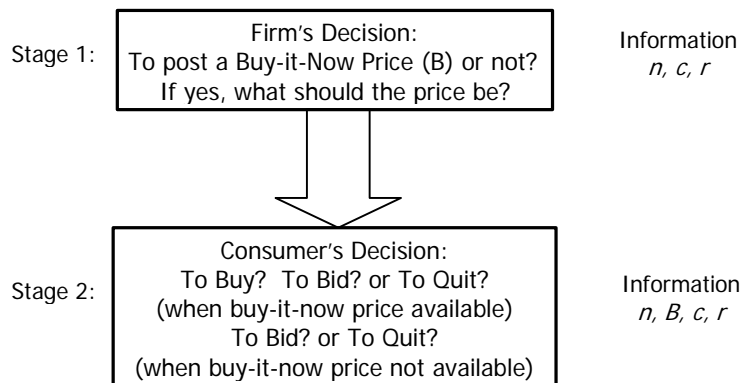 Stage 1:
Firm's Decision:
To post a Buy-it-Now Price (B) or not?
If yes, what should the price be?
Information
n, c, r
Stage 2:
Consumer's Decision:
To Buy? To Bid? or To Quit?
(when buy-it-now price available)
To Bid? or To Quit?
(when buy-it-now price not available)
Information
n, B, c, r